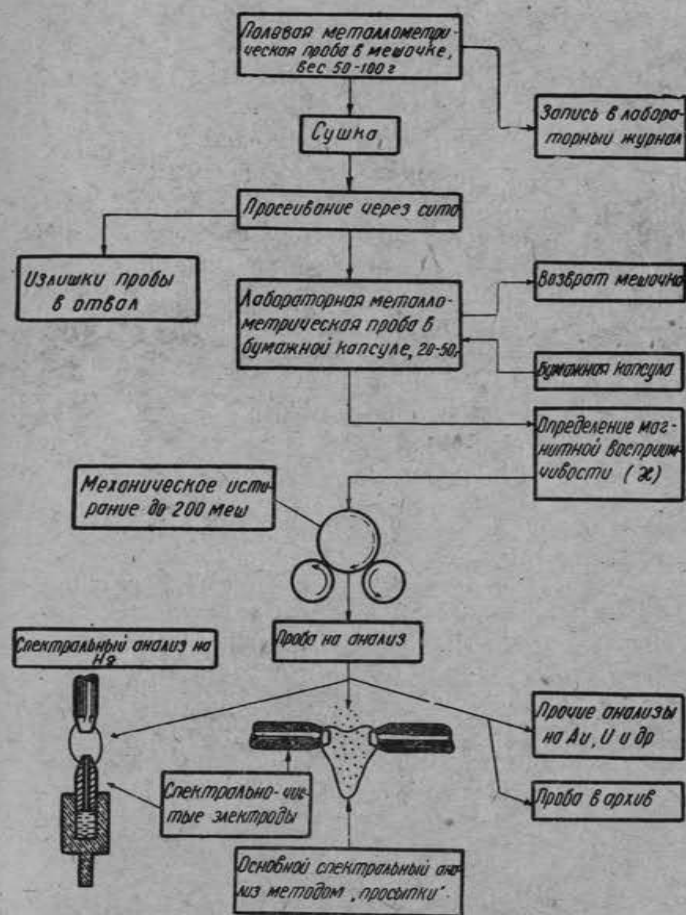 Полевая металлометри-
ческая проба в мешочке,
вес 50-100 г
Запись в лабора-
торный журнал
Сушка
Просеивание через сито
Излишки пробы
в отвал
Лабораторная металло-
метрическая проба в
бумажной капсуле, 20-50г
Возврат мешочка
Бумажная капсула
Определение маг-
нитной восприим-
чивости (ϰ)
Механическое исти-
рание до 200 меш
Проба на анализ
Спектральный анализ на
Hg
Прочие анализы
на Au, U и др
Спектрально-чис-
тые электроды
Проба в архив
Основной спектральный ана-
лиз методом „просыпки"